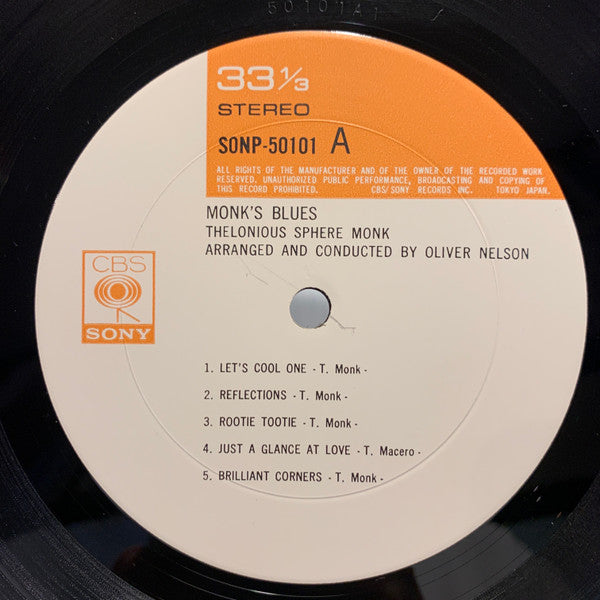 50101A1
33 1/3
STEREO
SONP-50101 A
ALL RIGHTS OF THE MANUFACTURER AND OF THE OWNER OF THE RECORDED WORK
RESERVED. UNAUTHORIZED PUBLIC PERFORMANCE, BROADCASTING AND COPYING OF
THIS RECORD PROHIBITED. CBS/SONY RECORDS INC. TOKYO JAPAN.
MONK'S BLUES
THELONIOUS SPHERE MONK
ARRANGED AND CONDUCTED BY OLIVER NELSON
CBS
SONY
1. LET'S COOL ONE - T. Monk -
2. REFLECTIONS - T. Monk -
3. ROOTIE TOOTIE - T. Monk -
4. JUST A GLANCE AT LOVE - T. Macero -
5. BRILLIANT CORNERS - T. Monk -